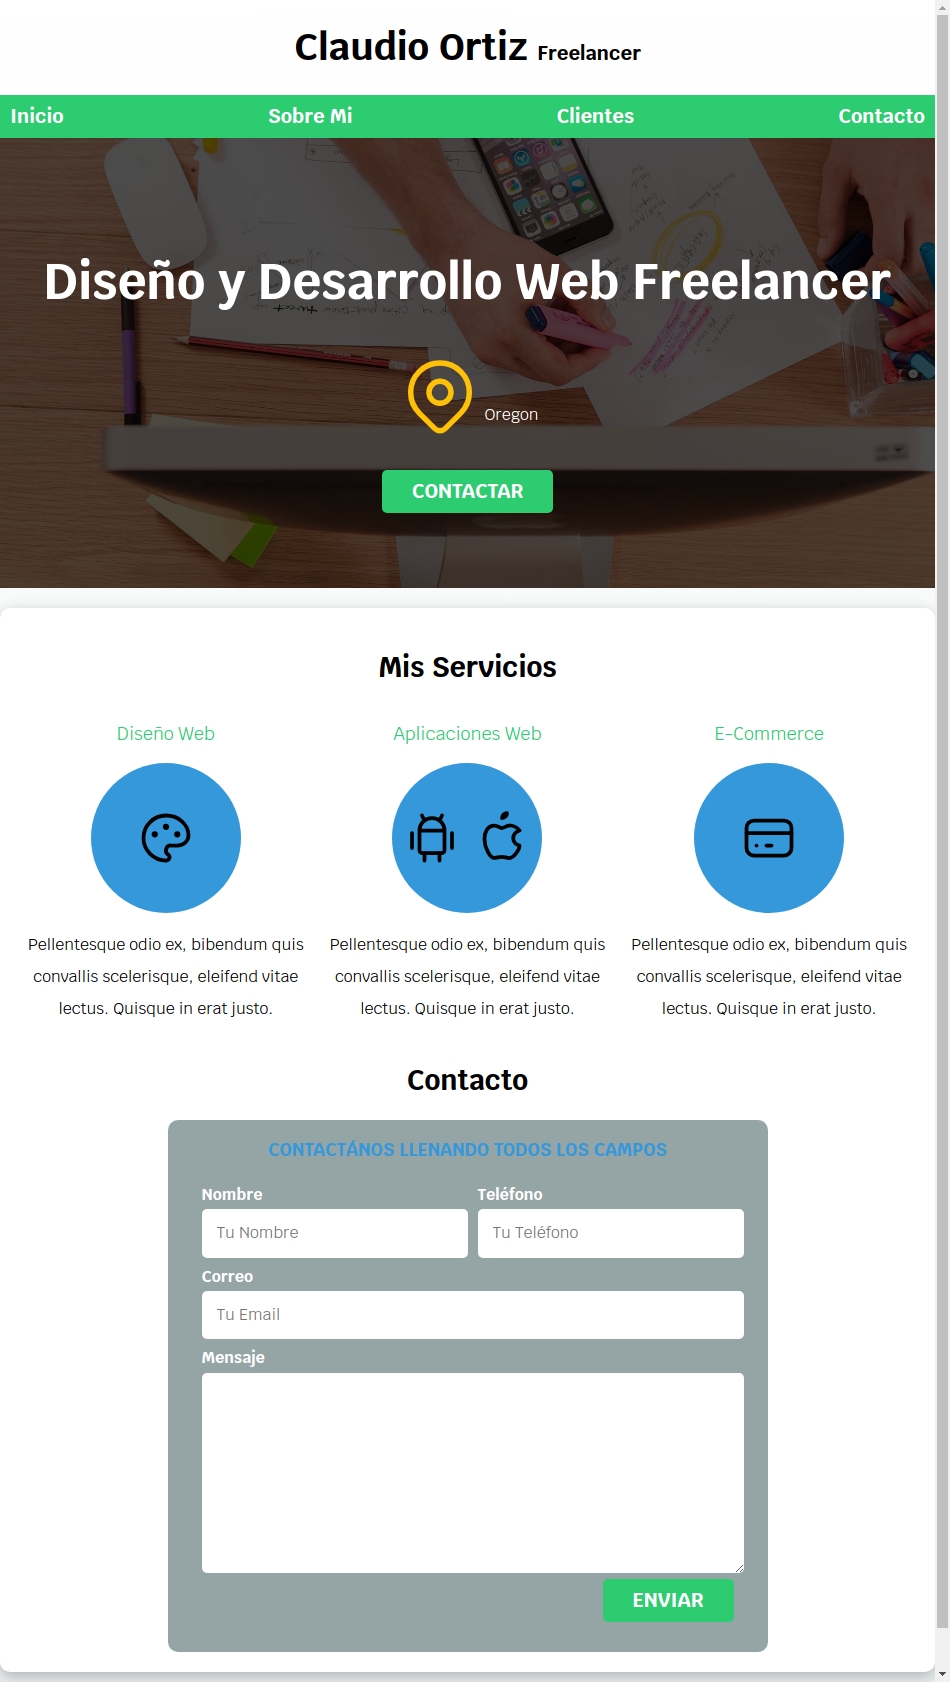 Claudio Ortiz Freelancer
Inicio Sobre Mi Clientes Contacto
Diseño y Desarrollo Web Freelancer
Oregon
CONTACTAR
Mis Servicios
Diseño Web Aplicaciones Web E-Commerce
Pellentesque odio ex, bibendum quis
convallis scelerisque, eleifend vitae
lectus. Quisque in erat justo.
Pellentesque odio ex, bibendum quis
convallis scelerisque, eleifend vitae
lectus. Quisque in erat justo.
Pellentesque odio ex, bibendum quis
convallis scelerisque, eleifend vitae
lectus. Quisque in erat justo.
Contacto
CONTACTÁNOS LLENANDO TODOS LOS CAMPOS
Nombre Teléfono
Tu Nombre Tu Teléfono
Correo
Tu Email
Mensaje
ENVIAR